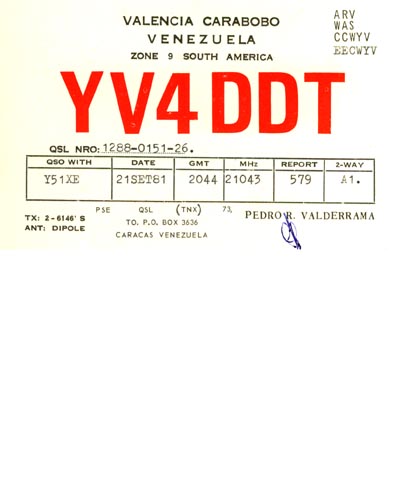 VALENCIA CARABOBO
VENEZUELA
ZONE 9 SOUTH AMERICA
ARV
WAS
CCWYV
EECWYV
YV4DDT
QSL NRO: 1288-0151-26.
QSO WITH DATE GMT MHz REPORT 2-WAY
Y51XE 21SET81 2044 21043 579 A1.
PSE QSL (TNX) 73,
TX: 2-6146' S
ANT: DIPOLE
TO. P.O. BOX 3636
CARACAS VENEZUELA
PEDRO R. VALDERRAMA